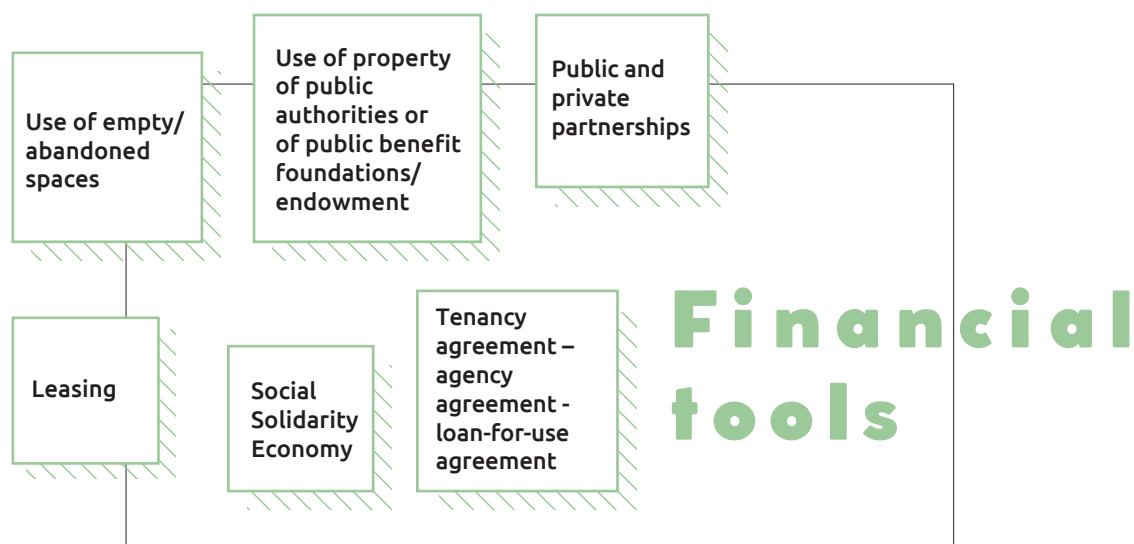 Use of empty/
abandoned
spaces
Use of property
of public
authorities or
of public benefit
foundations/
endowment
Public and
private
partnerships
Leasing
Social
Solidarity
Economy
Tenancy
agreement –
agency
agreement -
loan-for-use
agreement
Financial
tools